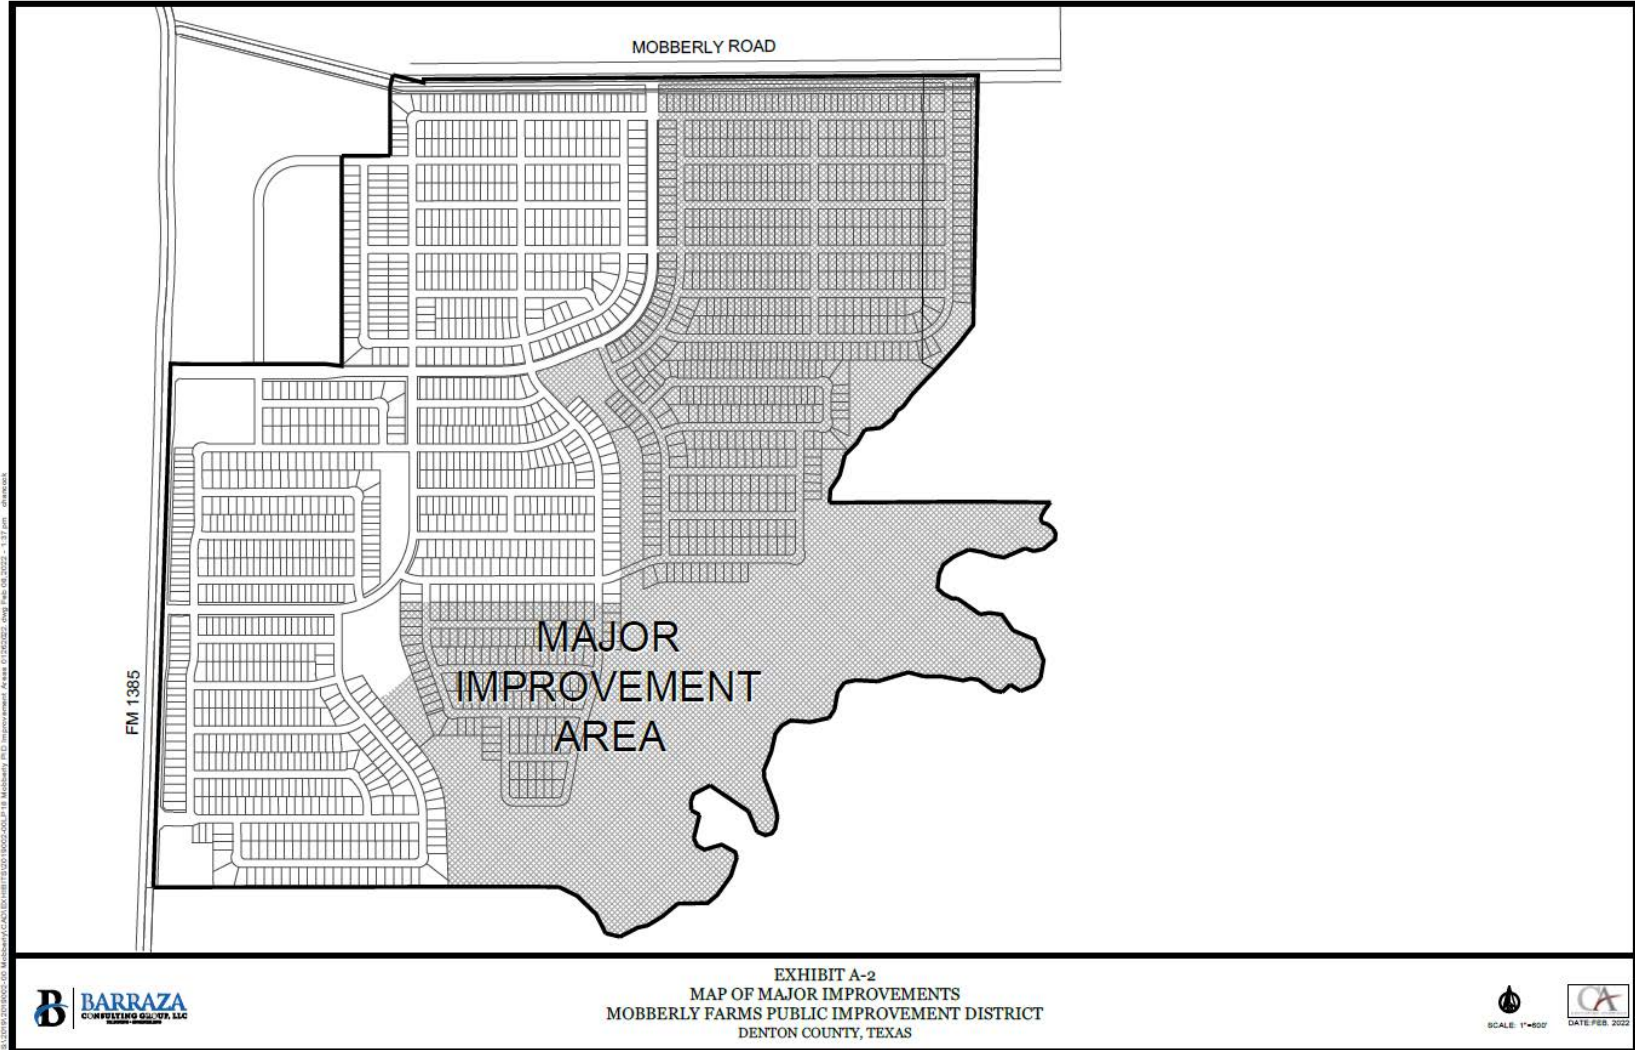 MOBBERLY ROAD
FM 1385
MAJOR
IMPROVEMENT
AREA
EXHIBIT A-2
MAP OF MAJOR IMPROVEMENTS
MOBBERLY FARMS PUBLIC IMPROVEMENT DISTRICT
DENTON COUNTY, TEXAS
B
BARRAZA
CONSULTING GROUP, LLC
SCALE: 1"=600'
CA
DATE:FEB. 2022